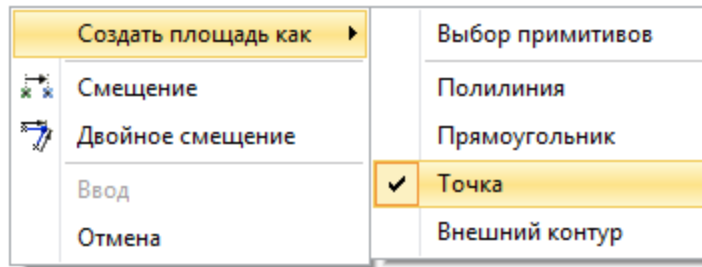 Создать площадь как
Смещение
Двойное смещение
Ввод
Отмена
Выбор примитивов
Полилиния
Прямоугольник
Точка
Внешний контур